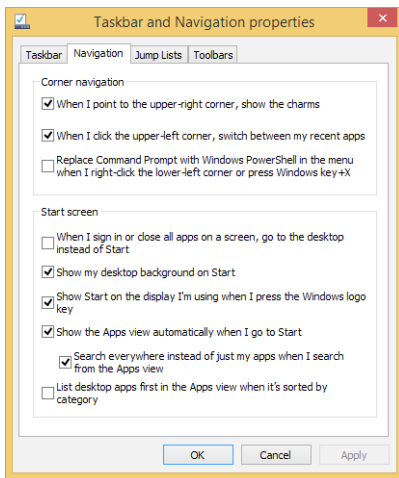 Taskbar and Navigation properties
Taskbar Navigation Jump Lists Toolbars
Corner navigation
When I point to the upper-right corner, show the charms
When I click the upper-left corner, switch between my recent apps
Replace Command Prompt with Windows PowerShell in the menu
when I right-click the lower-left corner or press Windows key+X
Start screen
When I sign in or close all apps on a screen, go to the desktop
instead of Start
Show my desktop background on Start
Show Start on the display I'm using when I press the Windows logo
key
Show the Apps view automatically when I go to Start
Search everywhere instead of just my apps when I search
from the Apps view
List desktop apps first in the Apps view when it's sorted by
category
OK Cancel Apply